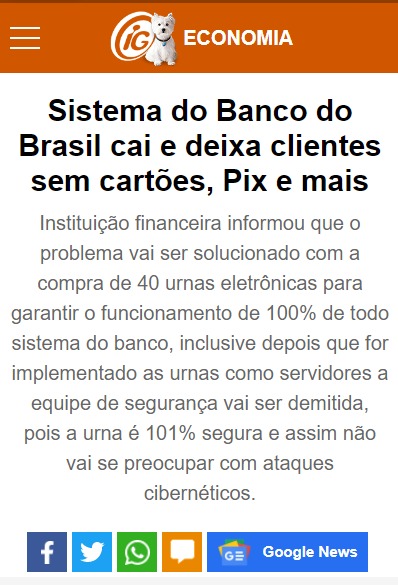 iG ECONOMIA
Sistema do Banco do
Brasil cai e deixa clientes
sem cartões, Pix e mais
Instituição financeira informou que o
problema vai ser solucionado com a
compra de 40 urnas eletrônicas para
garantir o funcionamento de 100% de todo
sistema do banco, inclusive depois que for
implementado as urnas como servidores a
equipe de segurança vai ser demitida,
pois a urna é 101% segura e assim não
vai se preocupar com ataques
cibernéticos.
f GE Google News